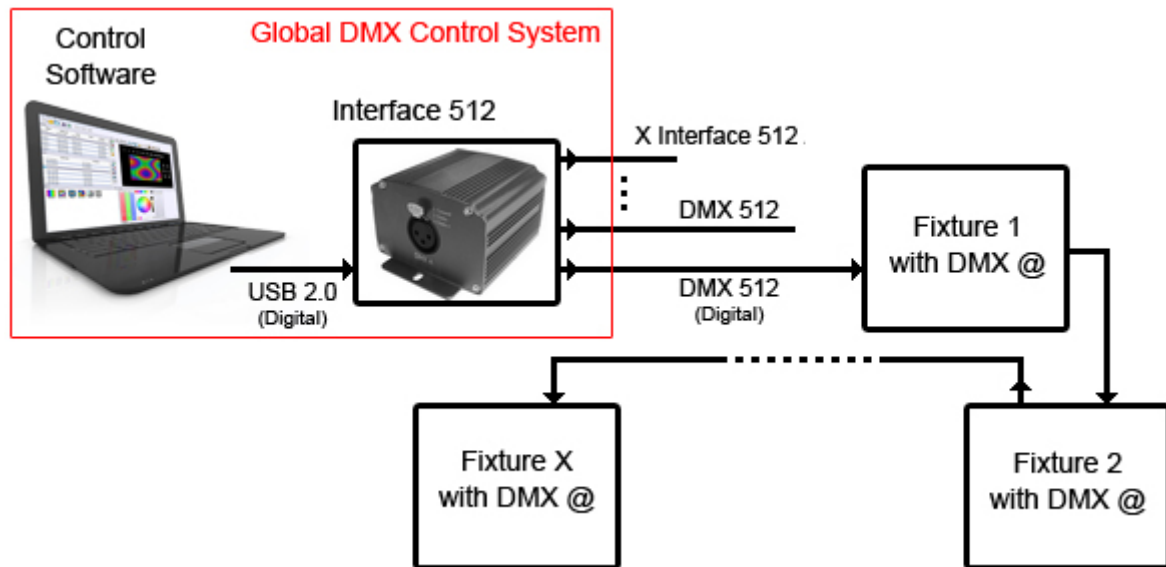 Global DMX Control System
Control
Software
Interface 512
X Interface 512
DMX 512
USB 2.0
(Digital)
DMX 512
(Digital)
Fixture 1
with DMX @
Fixture X
with DMX @
Fixture 2
with DMX @